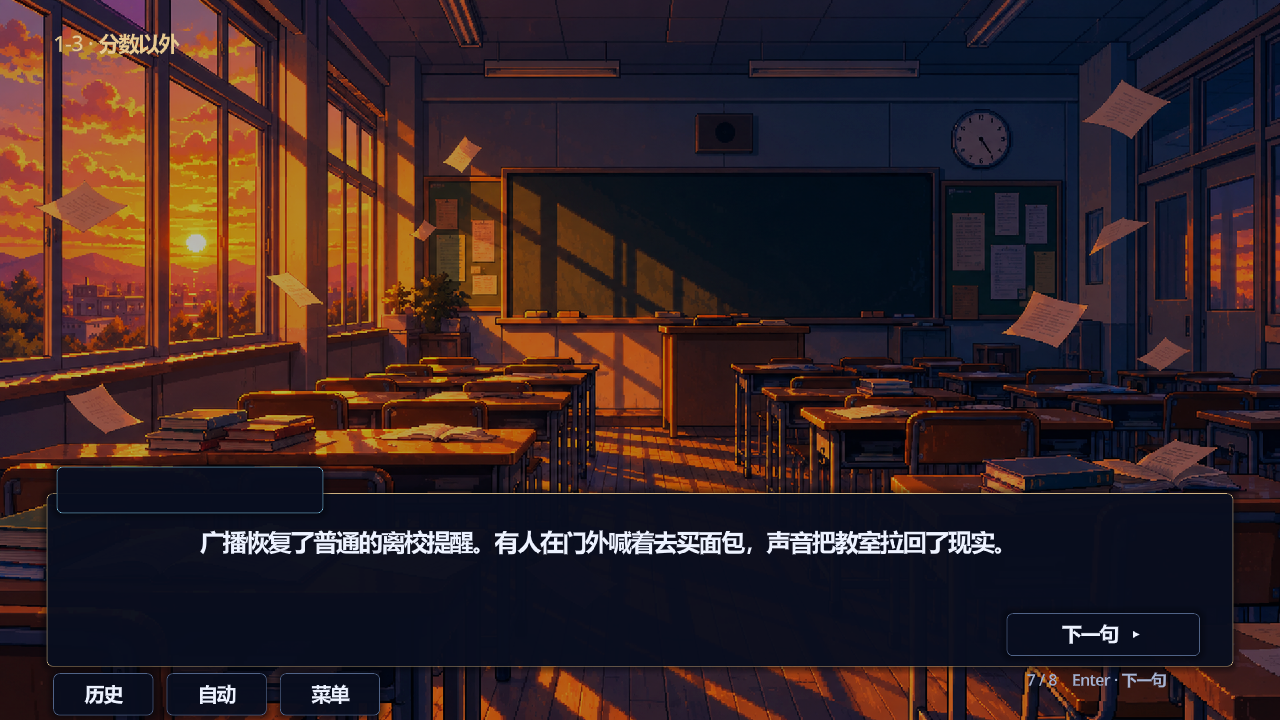 1-3 · 分数以外
广播恢复了普通的离校提醒。有人在门外喊着去买面包，声音把教室拉回了现实。
下一句 ▸
历史
自动
菜单
7 / 8 Enter · 下一句